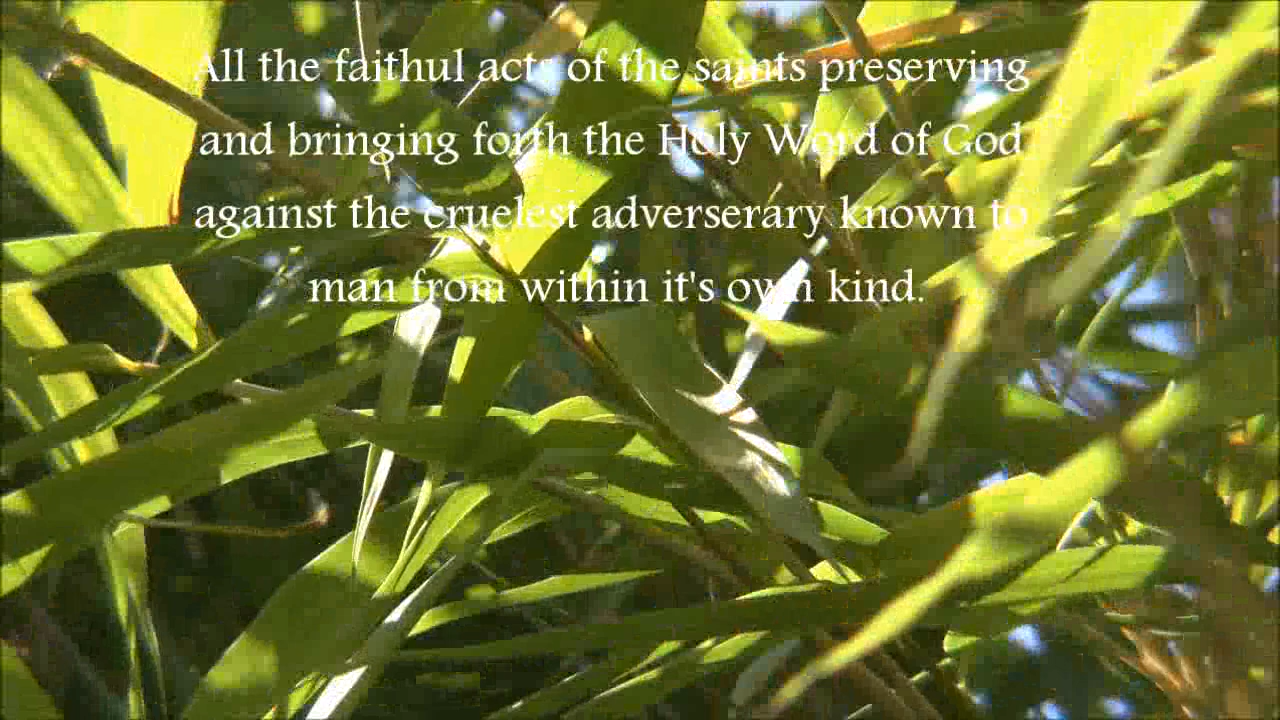 All the faithul acts of the saints preserving
and bringing forth the Holy Word of God
against the cruelest adverserary known to
man from within it's own kind.